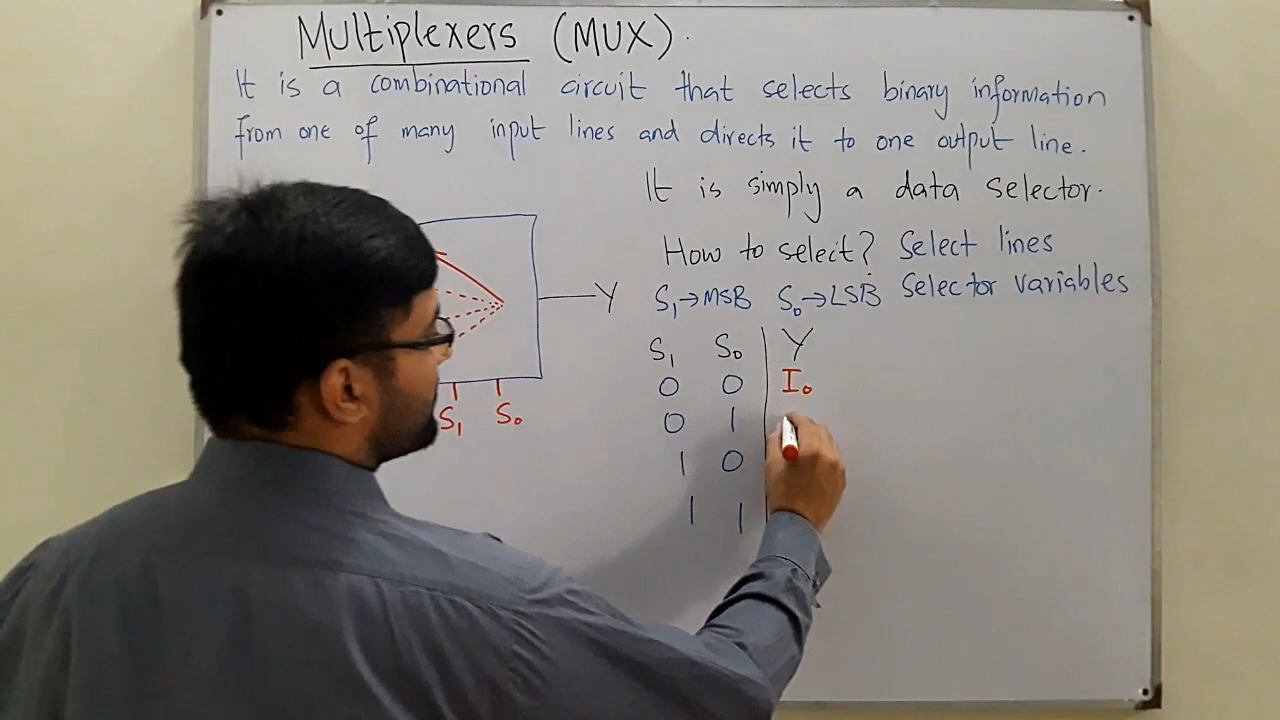 Multiplexers (MUX).
It is a combinational circuit that selects binary information
from one of many input lines and directs it to one output line.
It is simply a data selector.
How to select? Select lines
S₁→MSB S₀→LSB Selector variables
Y
S₁ S₀
S₁ S₀ Y
0 0 I₀
0 1
1 0
1 1